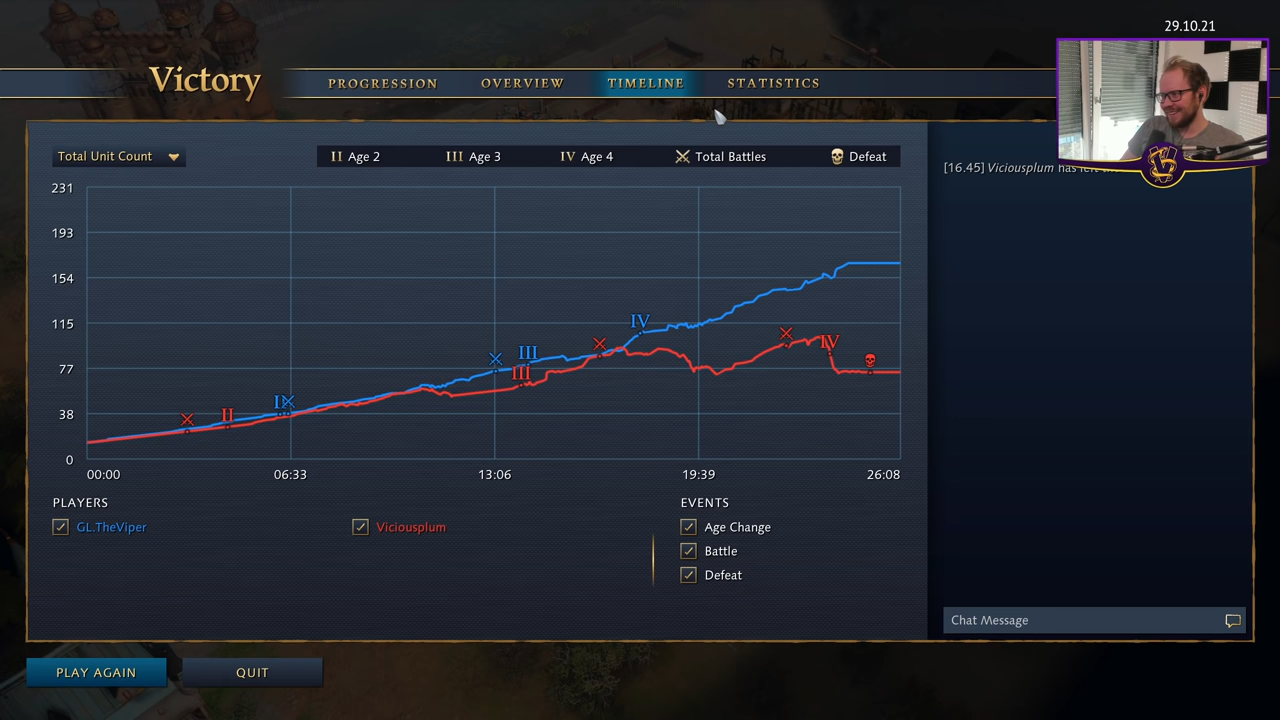 29.10.21
Victory
PROGRESSION OVERVIEW TIMELINE STATISTICS
Total Unit Count
II Age 2 III Age 3 IV Age 4 Total Battles Defeat
[16.45] Viciousplum has left
231
193
154
115
77
38
0
IV
III
III
IV
II
II
00:00 06:33 13:06 19:39 26:08
PLAYERS
GL.TheViper Viciousplum
EVENTS
Age Change
Battle
Defeat
Chat Message
PLAY AGAIN QUIT